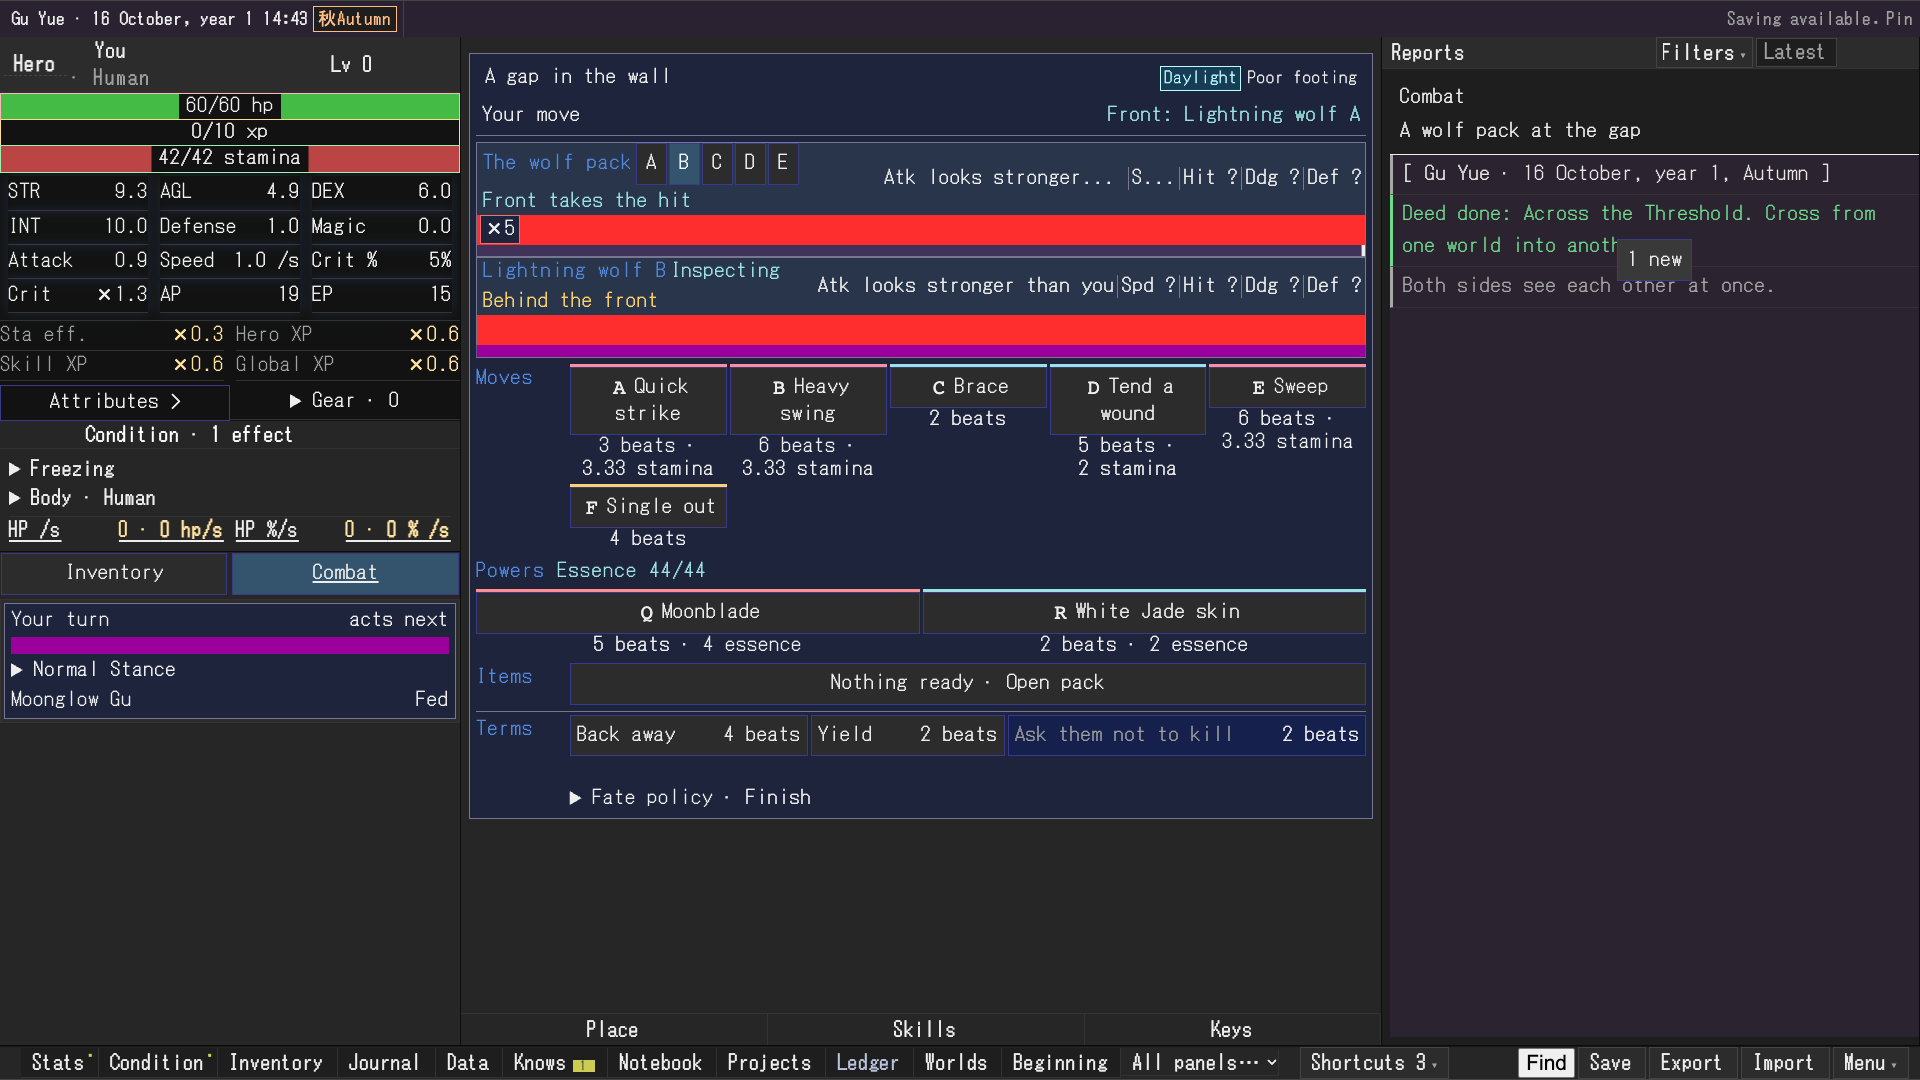 Gu Yue · 16 October, year 1 14:43 秋Autumn
Saving available. Pin
Hero · You Human Lv 0
60/60 hp
0/10 xp
42/42 stamina
STR 9.3 AGL 4.9 DEX 6.0
INT 10.0 Defense 1.0 Magic 0.0
Attack 0.9 Speed 1.0 /s Crit % 5%
Crit ×1.3 AP 19 EP 15
Sta eff. ×0.3 Hero XP ×0.6
Skill XP ×0.6 Global XP ×0.6
Attributes > ▶ Gear · 0
Condition · 1 effect
▶ Freezing
▶ Body · Human
HP /s 0 · 0 hp/s HP %/s 0 · 0 % /s
Inventory Combat
Your turn acts next
▶ Normal Stance
Moonglow Gu Fed
A gap in the wall Daylight Poor footing
Your move Front: Lightning wolf A
The wolf pack A B C D E Atk looks stronger... |S...|Hit ?|Ddg ?|Def ?
Front takes the hit
×5
Lightning wolf B Inspecting Atk looks stronger than you|Spd ?|Hit ?|Ddg ?|Def ?
Behind the front
Moves
A Quick strike
3 beats · 3.33 stamina
B Heavy swing
6 beats · 3.33 stamina
C Brace
2 beats
D Tend a wound
5 beats · 2 stamina
E Sweep
6 beats · 3.33 stamina
F Single out
4 beats
Powers Essence 44/44
Q Moonblade
5 beats · 4 essence
R White Jade skin
2 beats · 2 essence
Items Nothing ready · Open pack
Terms Back away 4 beats Yield 2 beats Ask them not to kill 2 beats
▶ Fate policy · Finish
Place Skills Keys
Reports Filters Latest
Combat
A wolf pack at the gap
[ Gu Yue · 16 October, year 1, Autumn ]
Deed done: Across the Threshold. Cross from
one world into anoth
1 new
Both sides see each other at once.
Stats Condition Inventory Journal Data Knows 1 Notebook Projects Ledger Worlds Beginning All panels… Shortcuts 3 Find Save Export Import Menu